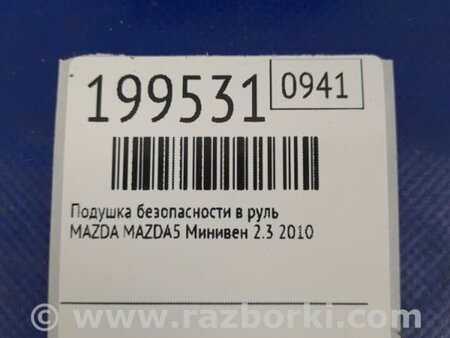 199531 0941
Подушка безопасности в руль
MAZDA MAZDA5 Минивен 2.3 2010
www.razborki.com